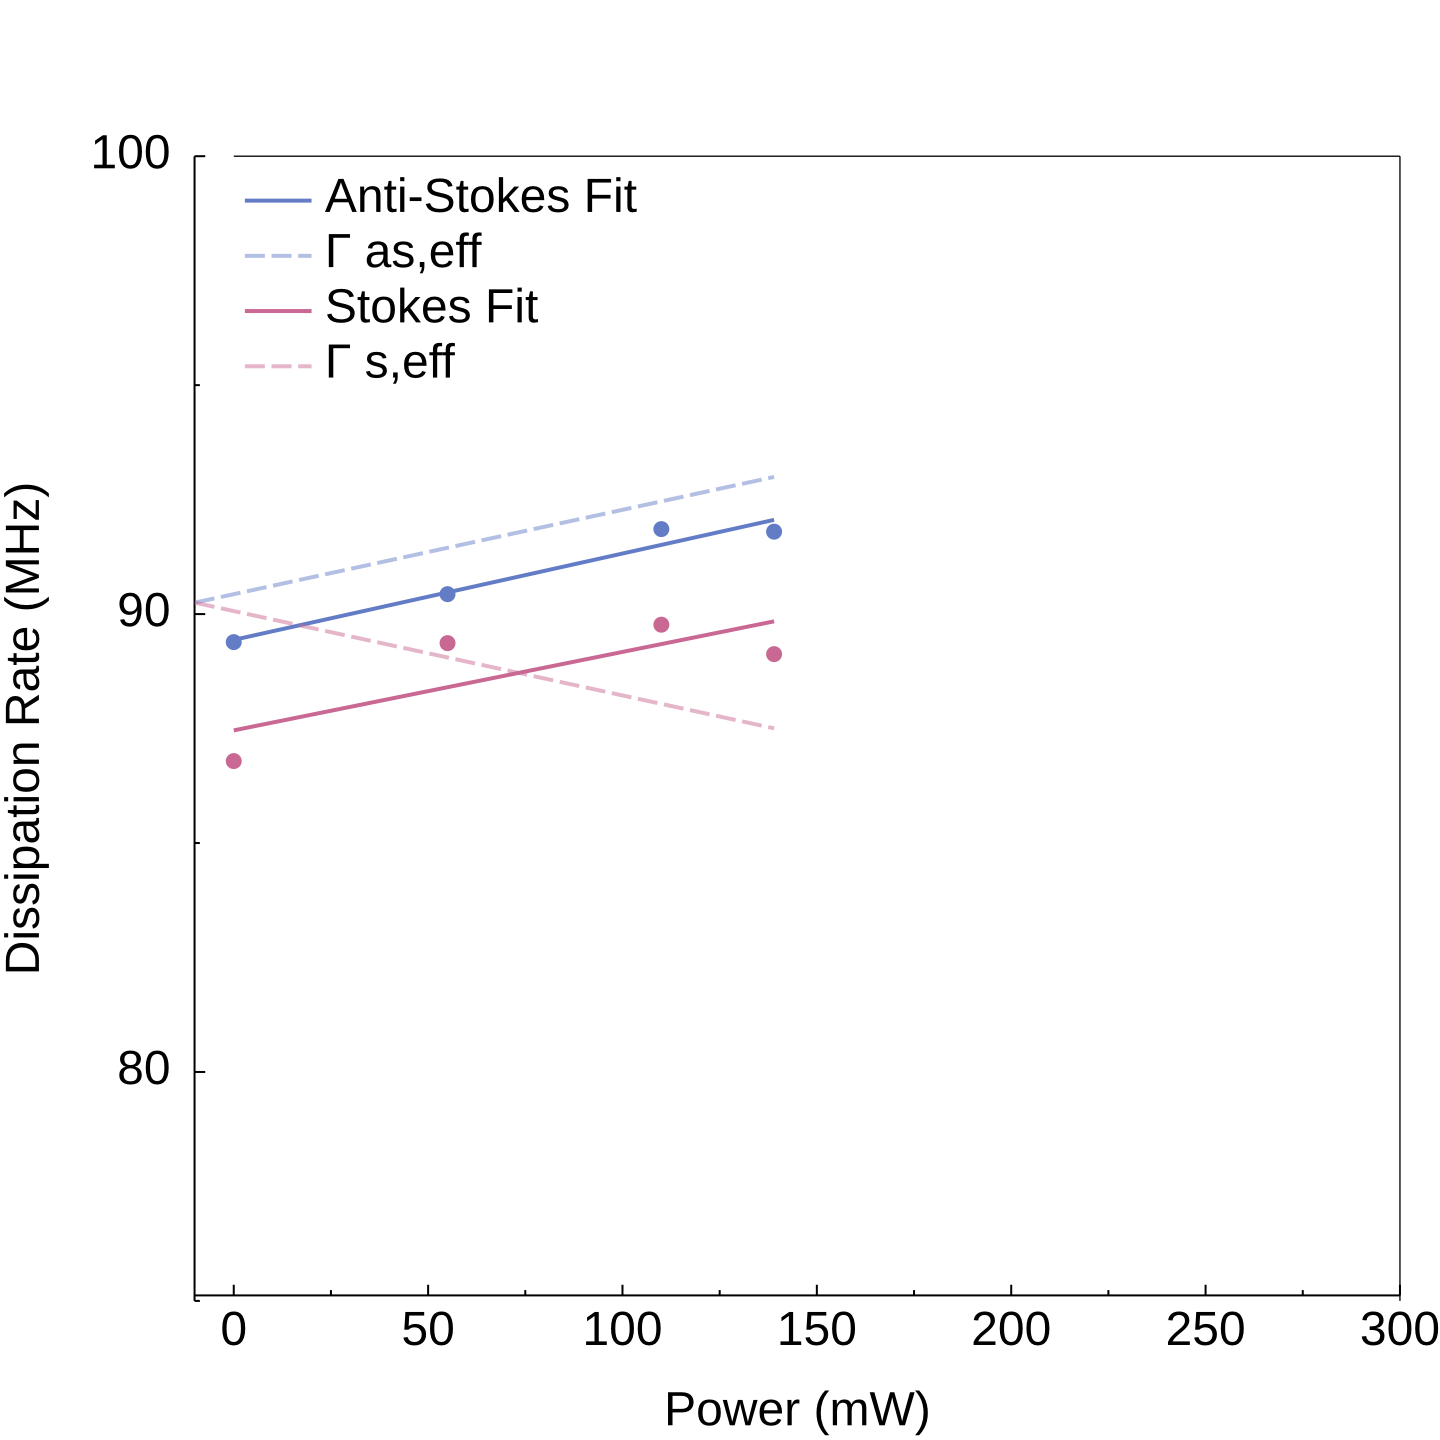 100
Anti-Stokes Fit
Γ as,eff
Stokes Fit
Γ s,eff
90
80
Dissipation Rate (MHz)
0 50 100 150 200 250 300
Power (mW)